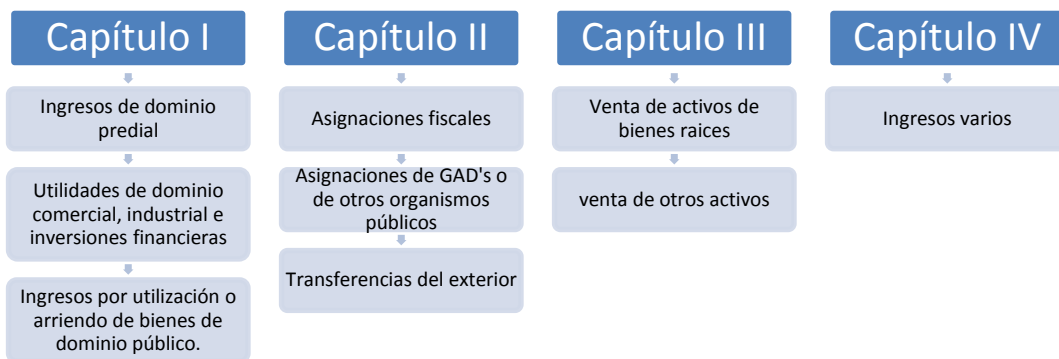 Capítulo I
Ingresos de dominio
predial
Utilidades de dominio
comercial, industrial e
inversiones financieras
Ingresos por utilización o
arriendo de bienes de
dominio público.
Capítulo II
Asignaciones fiscales
Asignaciones de GAD's o
de otros organismos
públicos
Transferencias del exterior
Capítulo III
Venta de activos de
bienes raices
venta de otros activos
Capítulo IV
Ingresos varios